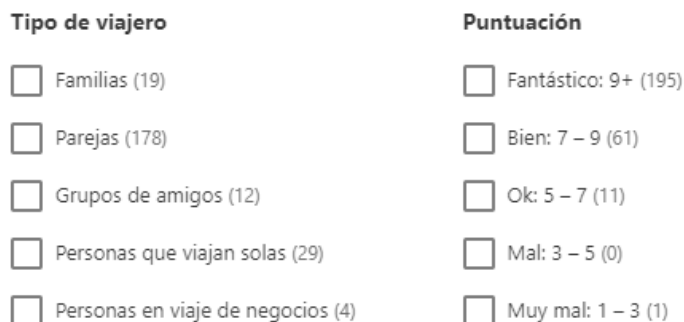 Tipo de viajero
Familias (19)
Parejas (178)
Grupos de amigos (12)
Personas que viajan solas (29)
Personas en viaje de negocios (4)
Puntuación
Fantástico: 9+ (195)
Bien: 7 – 9 (61)
Ok: 5 – 7 (11)
Mal: 3 – 5 (0)
Muy mal: 1 – 3 (1)